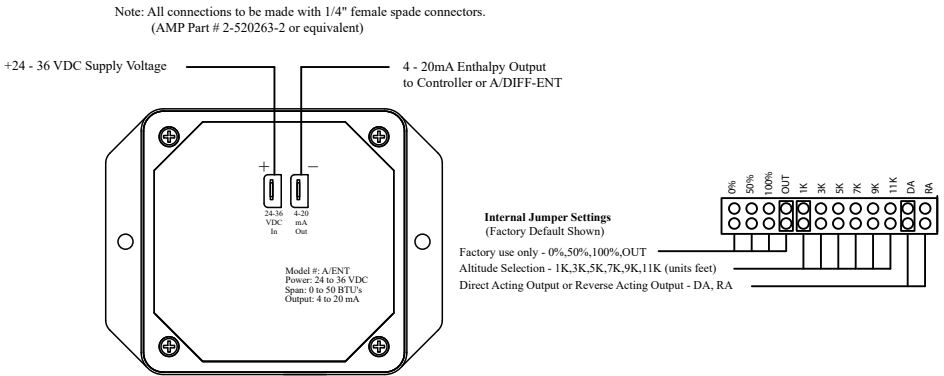 Note: All connections to be made with 1/4" female spade connectors.
(AMP Part # 2-520263-2 or equivalent)
+24 - 36 VDC Supply Voltage
4 - 20mA Enthalpy Output
to Controller or A/DIFF-ENT
+
−
24-36
VDC
In
4-20
mA
Out
Model #: A/ENT
Power: 24 to 36 VDC
Span: 0 to 50 BTU's
Output: 4 to 20 mA
0%
50%
100%
OUT
1K
3K
5K
7K
9K
11K
DA
RA
Internal Jumper Settings
(Factory Default Shown)
Factory use only - 0%,50%,100%,OUT
Altitude Selection - 1K,3K,5K,7K,9K,11K (units feet)
Direct Acting Output or Reverse Acting Output - DA, RA